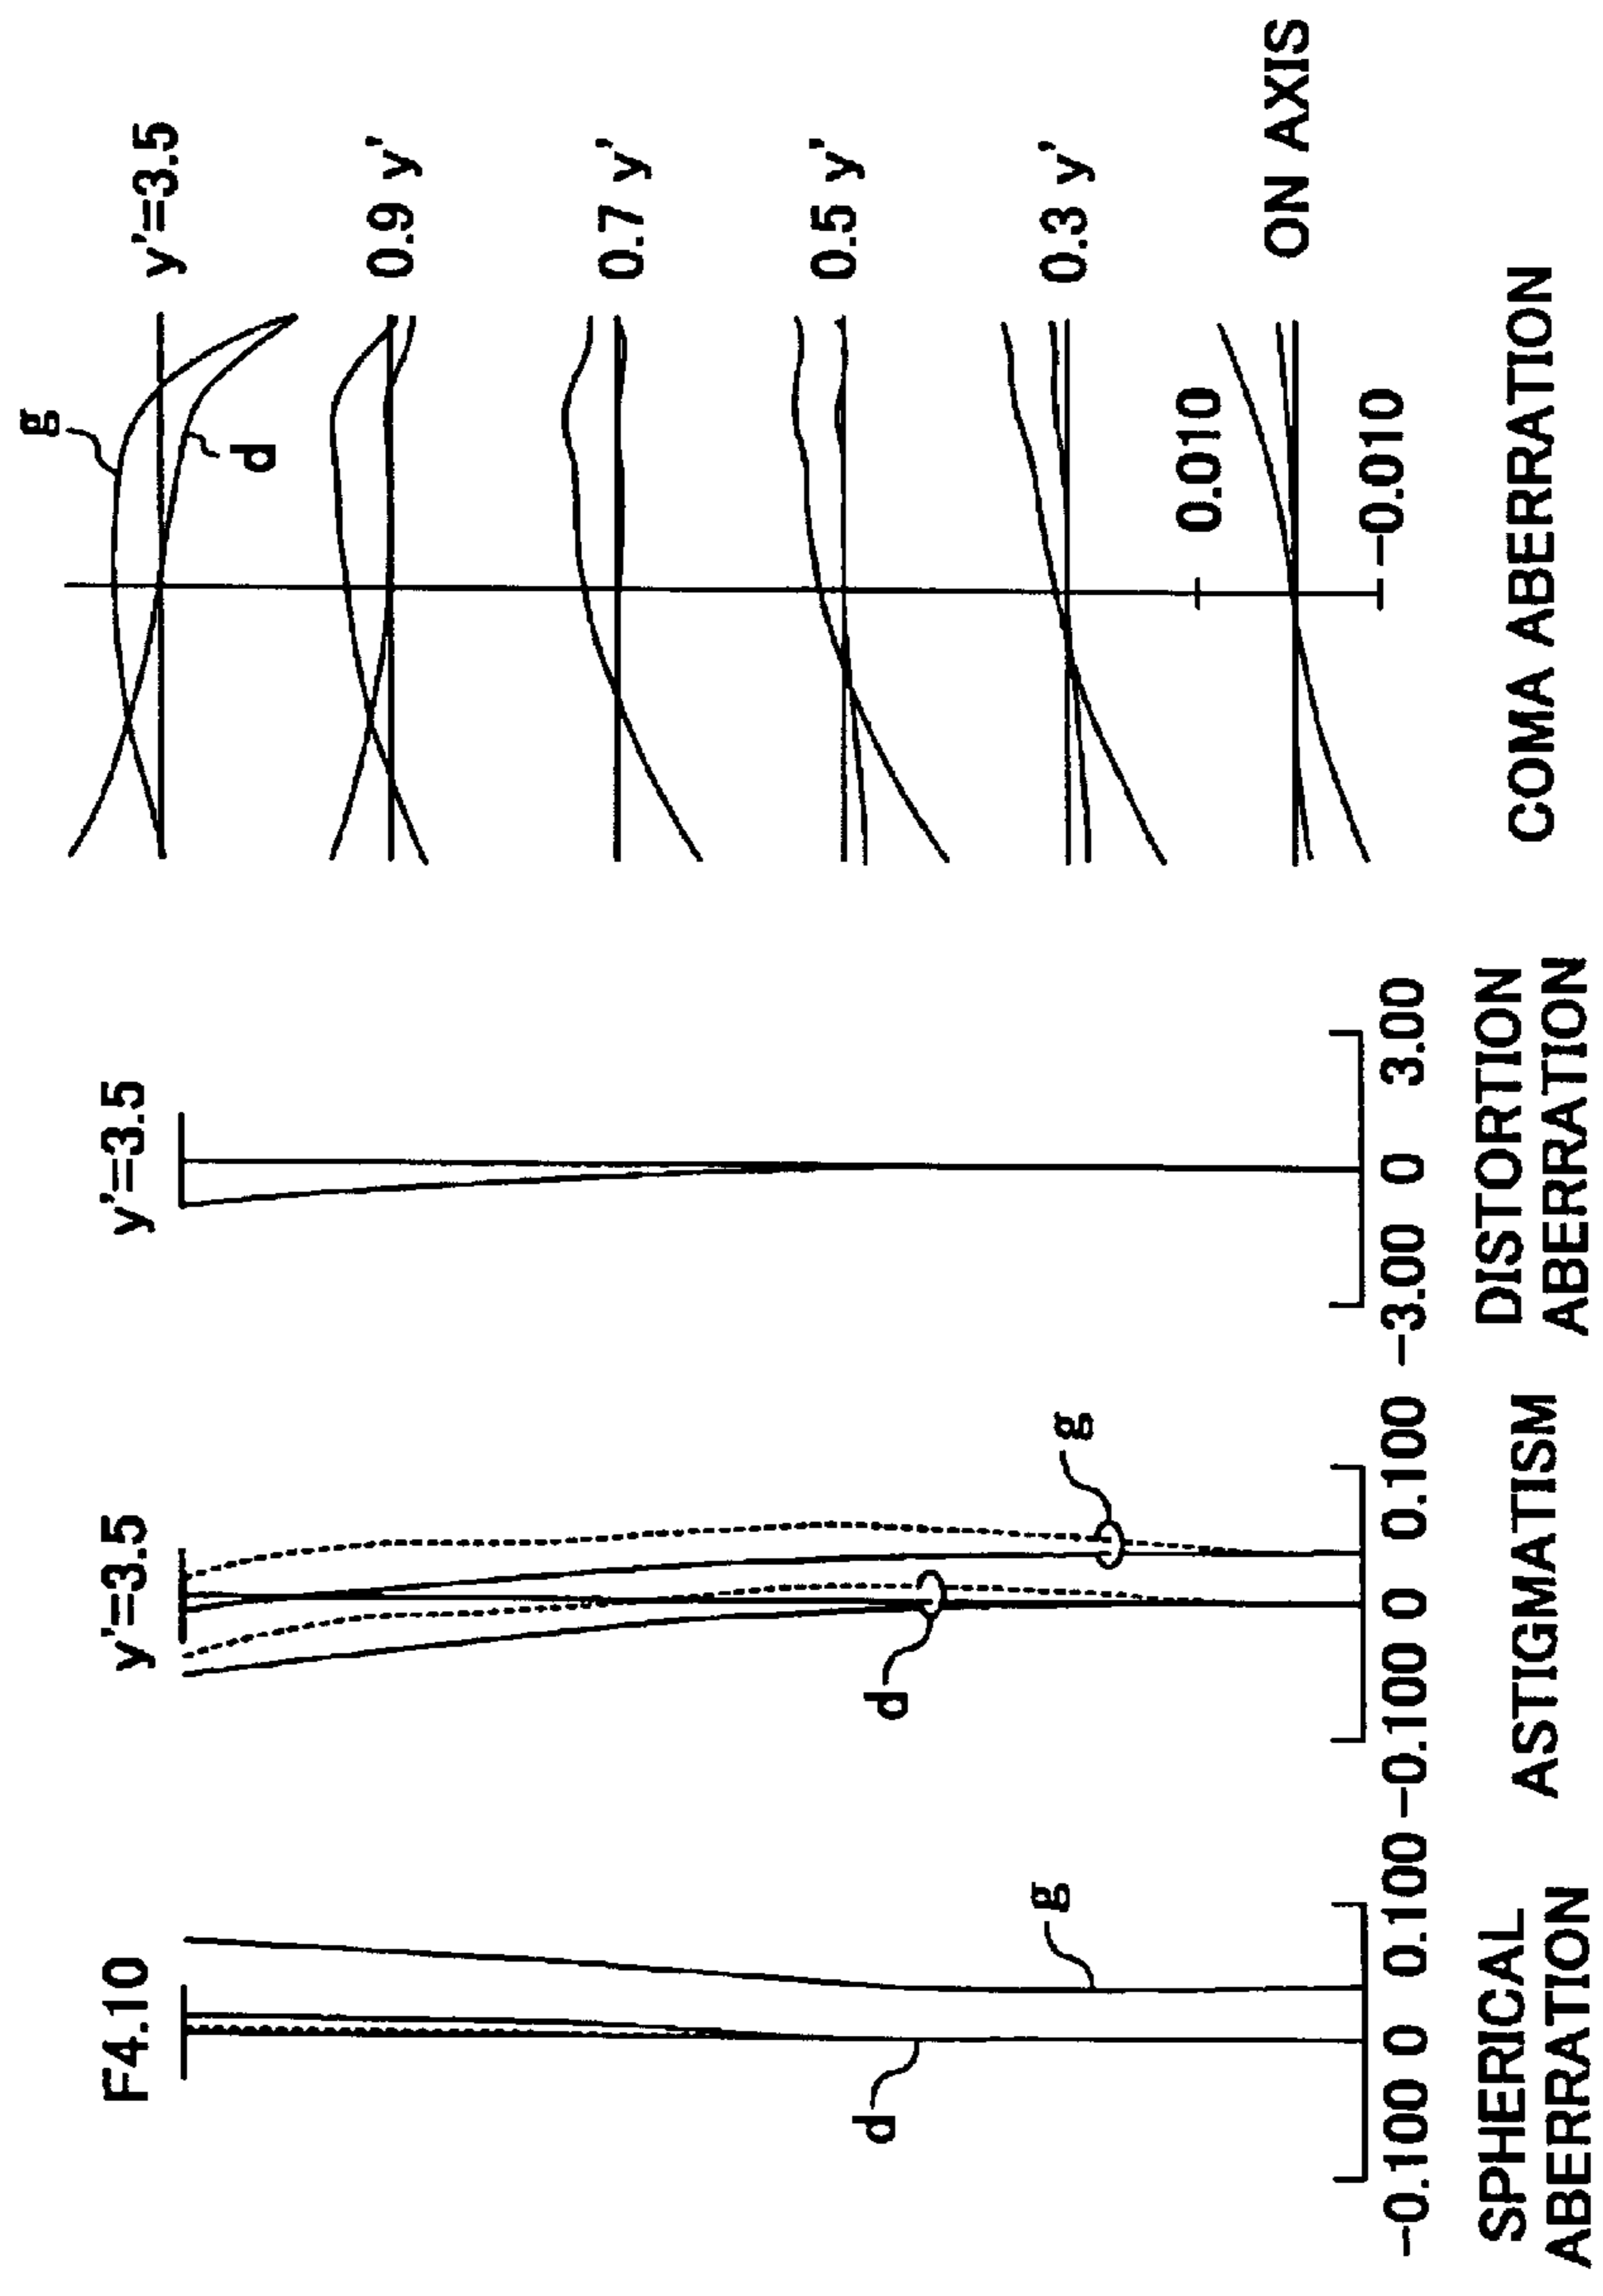 F4.10
g
d
-0.100 0 0.100
SPHERICAL
ABERRATION
y'=3.5
g
d
-0.100 0 0.100
ASTIGMATISM
y'=3.5
-3.00 0 3.00
DISTORTION
ABERRATION
g
d
y'=3.5
0.9 y'
0.7 y'
0.5 y'
0.3 y'
0.010
ON AXIS
-0.010
COMA ABERRATION